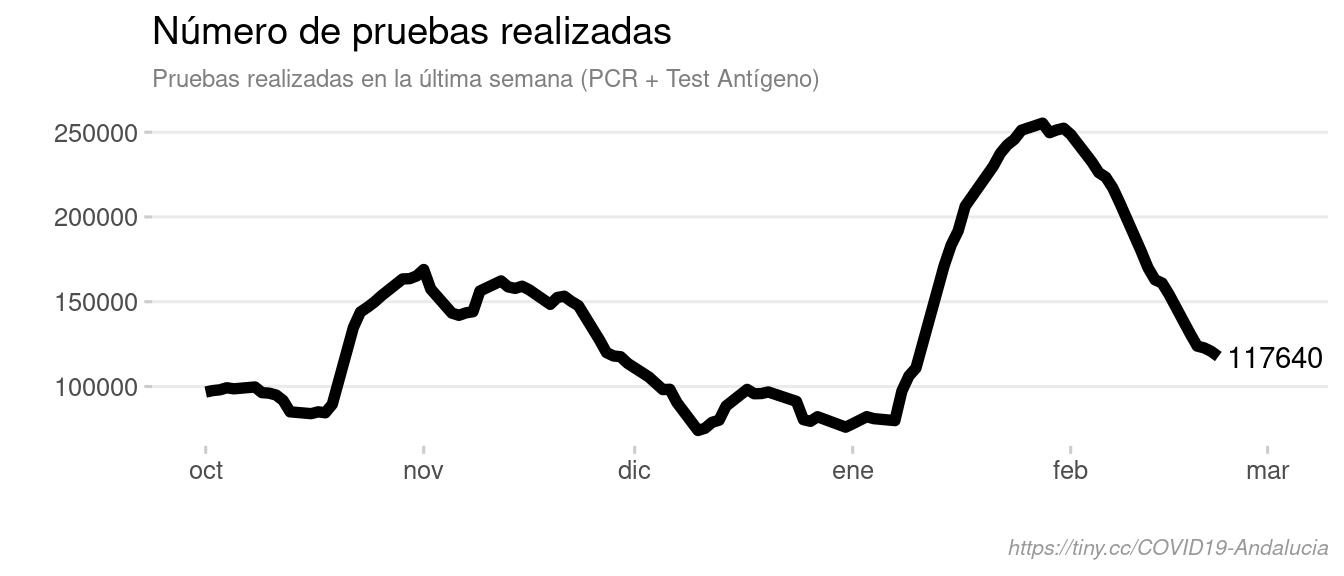 Número de pruebas realizadas
Pruebas realizadas en la última semana (PCR + Test Antígeno)
250000
200000
150000
100000
117640
oct nov dic ene feb mar
https://tiny.cc/COVID19-Andalucia